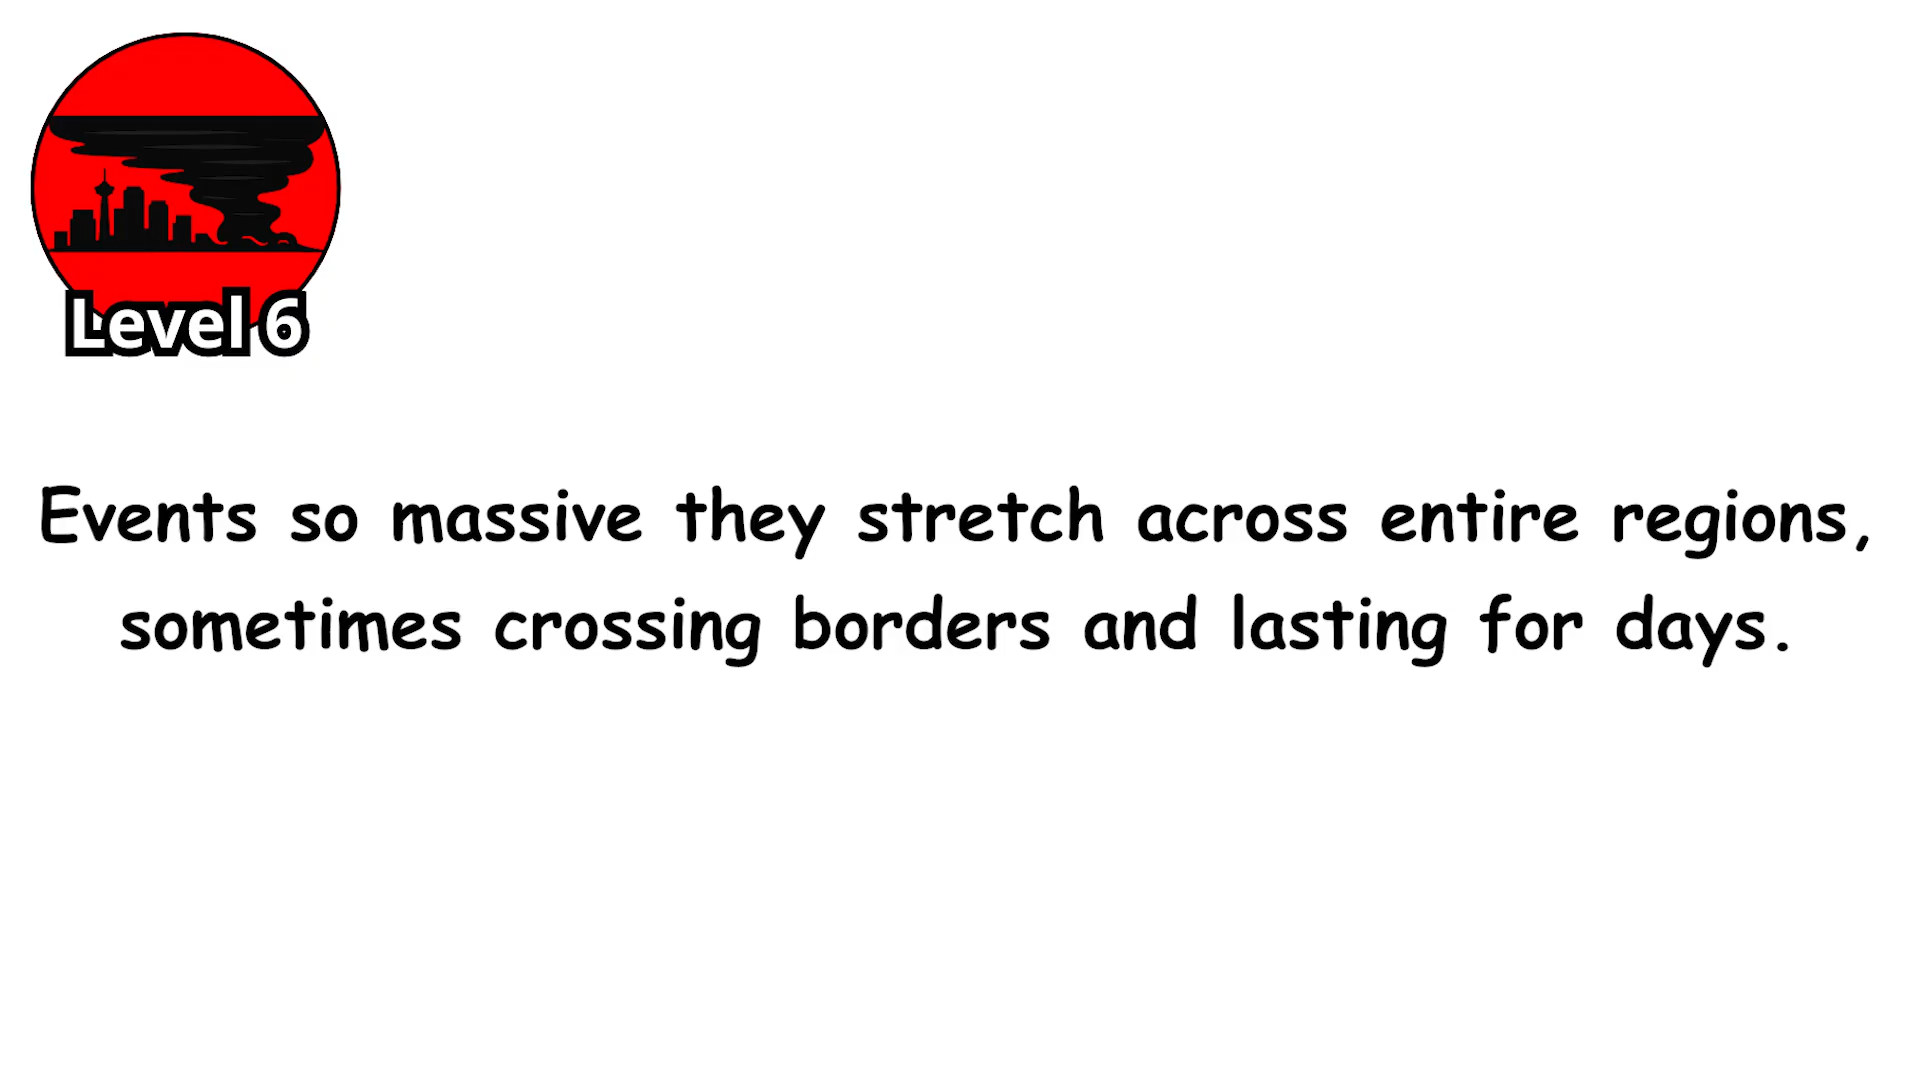 Level 6
Events so massive they stretch across entire regions,
sometimes crossing borders and lasting for days.